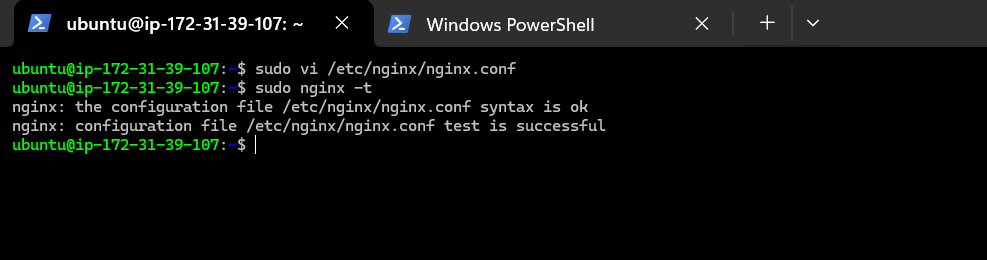 ubuntu@ip-172-31-39-107: ~
Windows PowerShell
ubuntu@ip-172-31-39-107:~$ sudo vi /etc/nginx/nginx.conf
ubuntu@ip-172-31-39-107:~$ sudo nginx -t
nginx: the configuration file /etc/nginx/nginx.conf syntax is ok
nginx: configuration file /etc/nginx/nginx.conf test is successful
ubuntu@ip-172-31-39-107:~$